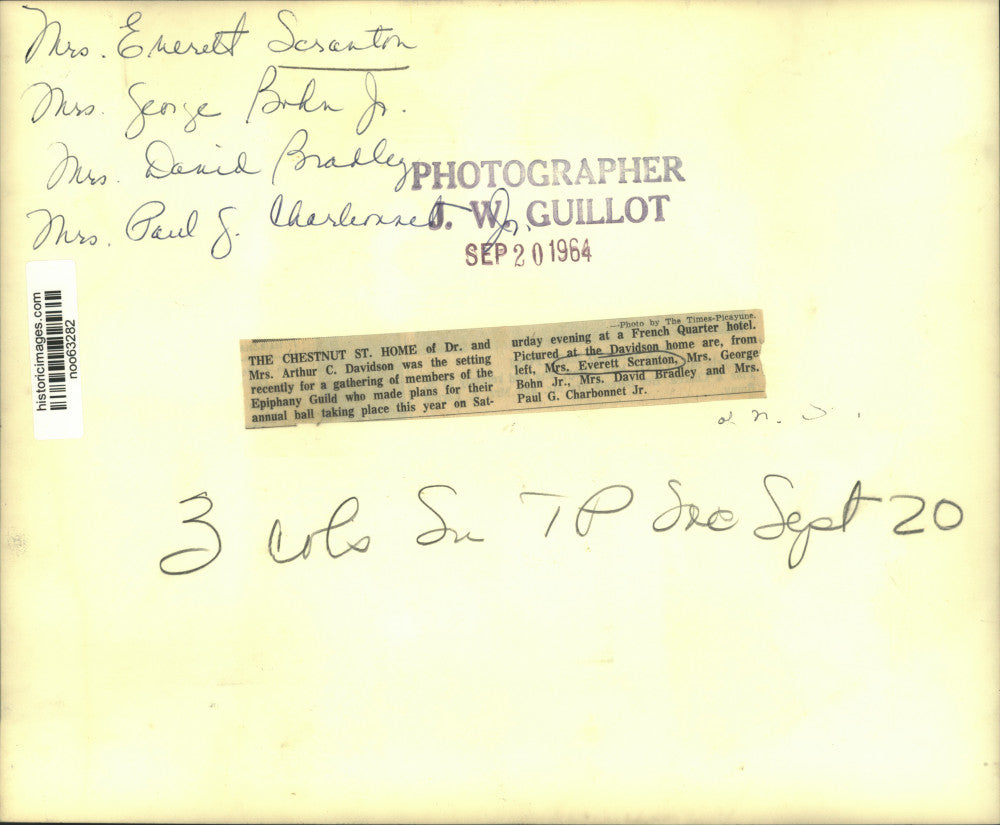 Mrs. Everett Scranton
Mrs. George Bohn Jr.
Mrs. David Bradley
Mrs. Paul G. Charbonnet Jr.
PHOTOGRAPHER
J. W. GUILLOT
SEP 20 1964
historicimages.com
noo63282
THE CHESTNUT ST. HOME of Dr. and
Mrs. Arthur C. Davidson was the setting
recently for a gathering of members of the
Epiphany Guild who made plans for their
annual ball taking place this year on Sat-
—Photo by The Times-Picayune.
urday evening at a French Quarter hotel.
Pictured at the Davidson home are, from
left, Mrs. Everett Scranton, Mrs. George
Bohn Jr., Mrs. David Bradley and Mrs.
Paul G. Charbonnet Jr.
3 Cols Su TP Soc Sept 20